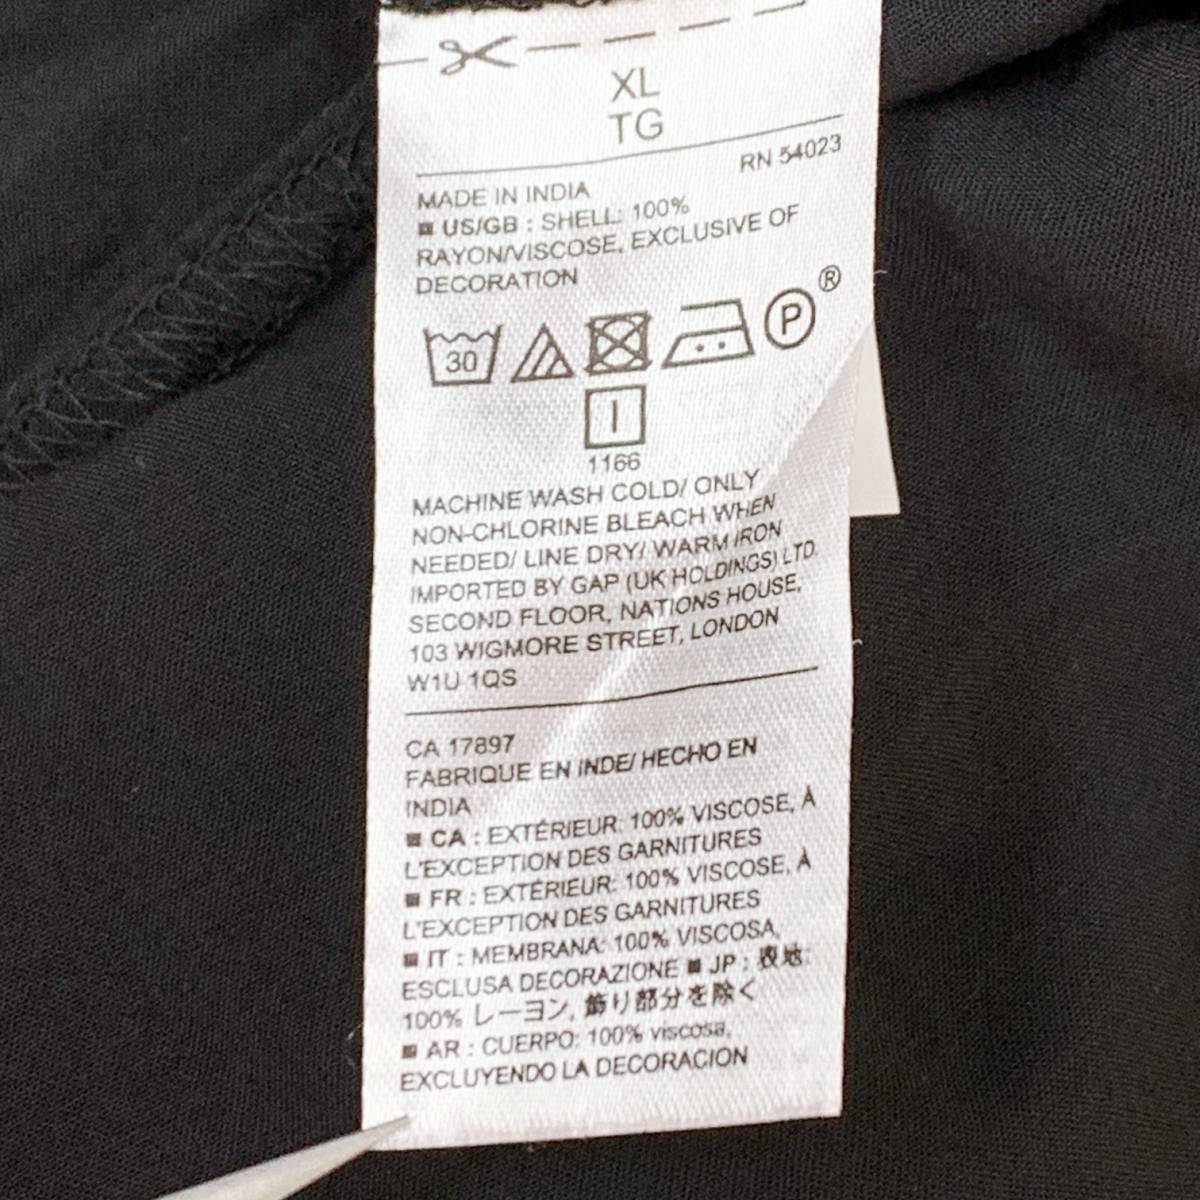 XL
TG
RN 54023
MADE IN INDIA
■ US/GB : SHELL: 100%
RAYON/VISCOSE, EXCLUSIVE OF
DECORATION
30
P
®
I
1166
MACHINE WASH COLD/ ONLY
NON-CHLORINE BLEACH WHEN
NEEDED/ LINE DRY/ WARM IRON
IMPORTED BY GAP (UK HOLDINGS) LTD.
SECOND FLOOR, NATIONS HOUSE,
103 WIGMORE STREET, LONDON
W1U 1QS
CA 17897
FABRIQUE EN INDE/ HECHO EN
INDIA
■ CA : EXTÉRIEUR: 100% VISCOSE, À
L'EXCEPTION DES GARNITURES
■ FR : EXTÉRIEUR: 100% VISCOSE, À
L'EXCEPTION DES GARNITURES
■ IT : MEMBRANA: 100% VISCOSA,
ESCLUSA DECORAZIONE ■ JP : 表地:
100% レーヨン, 飾り部分を除く
■ AR : CUERPO: 100% viscosa,
EXCLUYENDO LA DECORACION